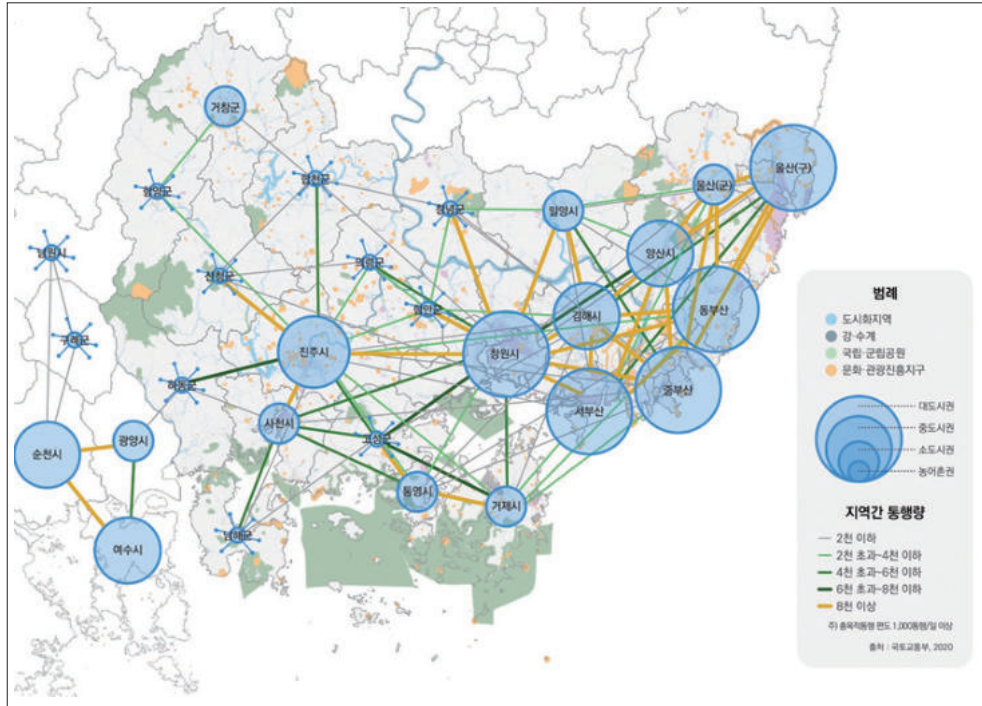 거창군
합천군
함양군
창녕군
밀양시
울산(군)
울산(구)
남원시
산청군
의령군
양산시
함안군
김해시
동부산
구례군
진주시
창원시
하동군
중부산
서부산
사천시
고성군
순천시
광양시
통영시
거제시
여수시
남해군
범례
도시화지역
강·수계
국립·군립공원
문화·관광진흥지구
대도시권
중도시권
소도시권
농어촌권
지역간 통행량
2천 이하
2천 초과~4천 이하
4천 초과~6천 이하
6천 초과~8천 이하
8천 이상
주) 총목적통행 편도 1,000통행/일 이상
출처 : 국토교통부, 2020